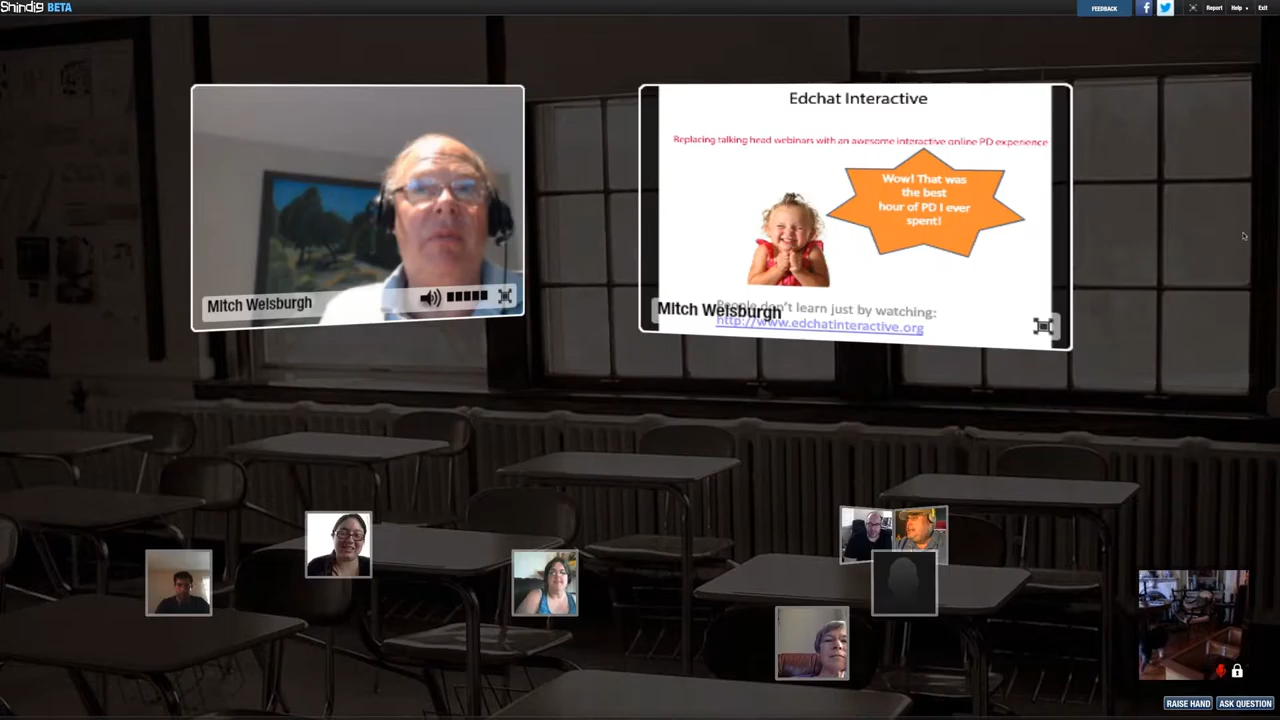 Shindig BETA
FEEDBACK
Report
Help
Exit
Edchat Interactive
Replacing talking head webinars with an awesome interactive online PD experience
Wow! That was
the best
hour of PD I ever
spent!
Mitch Weisburgh
People don't learn just by watching:
Mitch Weisburgh
http://www.edchatinteractive.org
RAISE HAND
ASK QUESTION